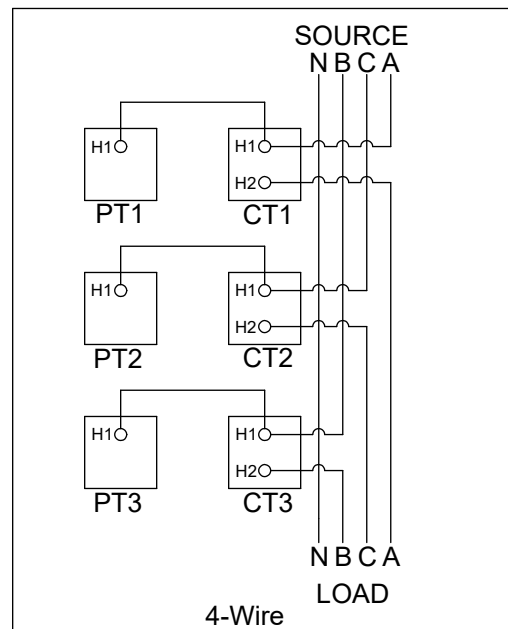 SOURCE
N B C A
H1 H1
H2
PT1 CT1
H1 H1
H2
PT2 CT2
H1 H1
H2
PT3 CT3
N B C A
LOAD
4-Wire